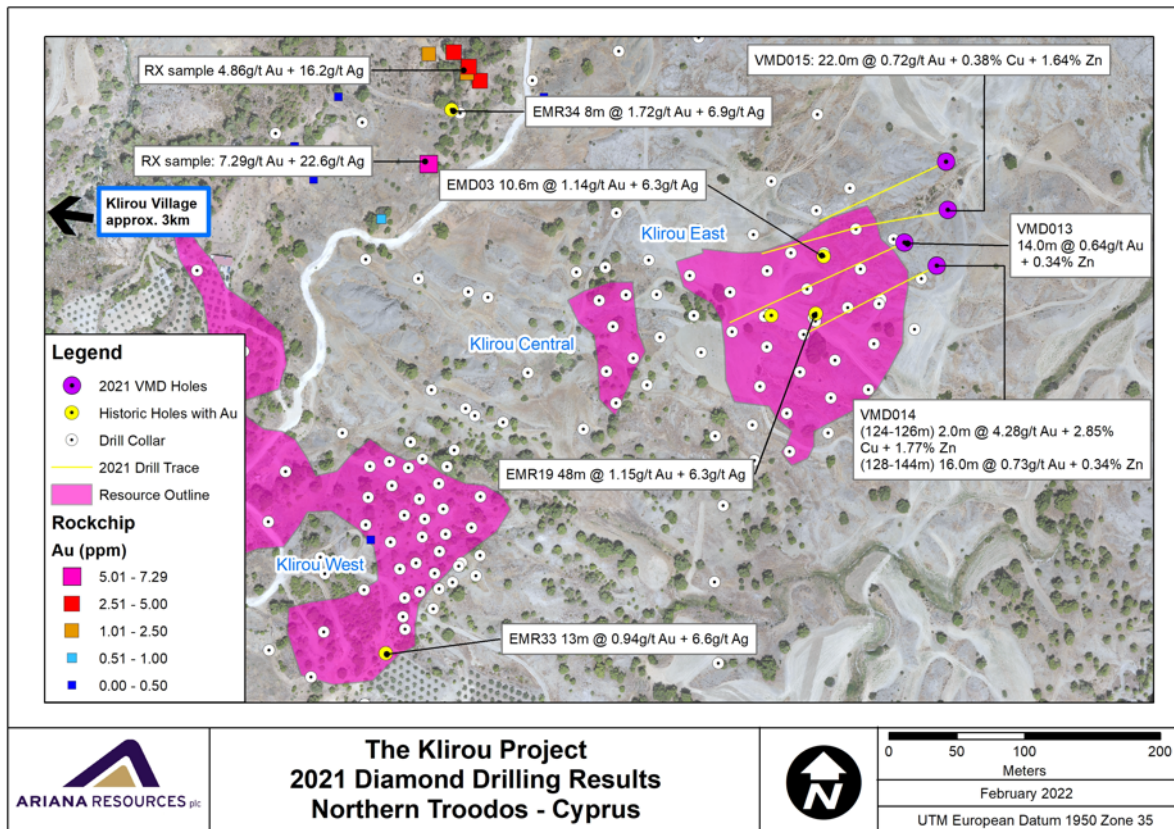 RX sample 4.86g/t Au + 16.2g/t Ag
VMD015: 22.0m @ 0.72g/t Au + 0.38% Cu + 1.64% Zn
EMR34 8m @ 1.72g/t Au + 6.9g/t Ag
RX sample: 7.29g/t Au + 22.6g/t Ag
EMD03 10.6m @ 1.14g/t Au + 6.3g/t Ag
Klirou Village
approx. 3km
Klirou East
VMD013
14.0m @ 0.64g/t Au
+ 0.34% Zn
Klirou Central
Legend
2021 VMD Holes
Historic Holes with Au
Drill Collar
2021 Drill Trace
Resource Outline
Rockchip
Au (ppm)
5.01 - 7.29
2.51 - 5.00
1.01 - 2.50
0.51 - 1.00
0.00 - 0.50
VMD014
(124-126m) 2.0m @ 4.28g/t Au + 2.85%
Cu + 1.77% Zn
(128-144m) 16.0m @ 0.73g/t Au + 0.34% Zn
EMR19 48m @ 1.15g/t Au + 6.3g/t Ag
Klirou West
EMR33 13m @ 0.94g/t Au + 6.6g/t Ag
ARIANA RESOURCES plc
The Klirou Project
2021 Diamond Drilling Results
Northern Troodos - Cyprus
N
0 50 100 200
Meters
February 2022
UTM European Datum 1950 Zone 35